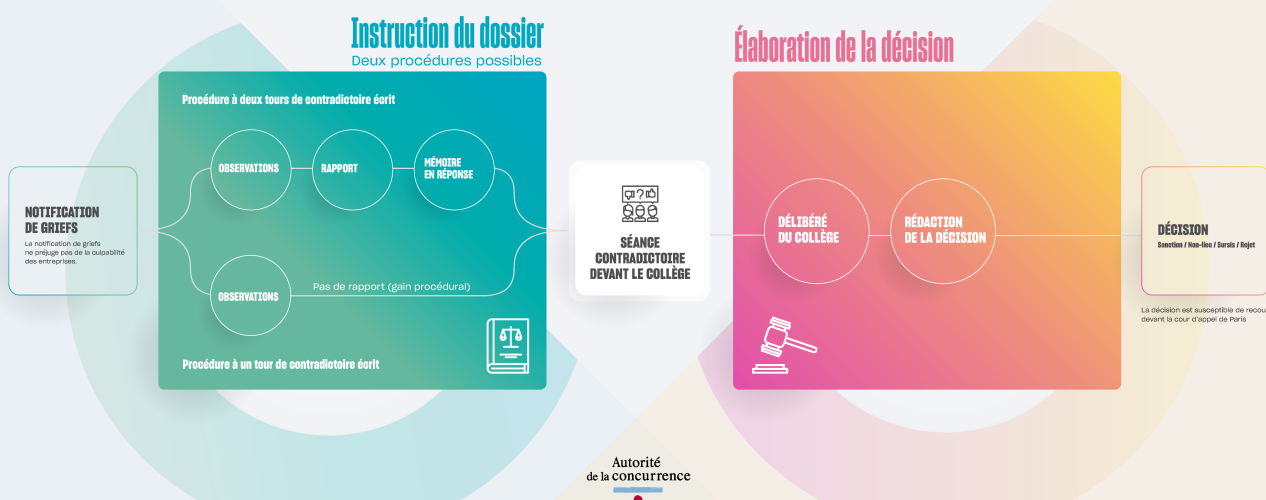 Instruction du dossier
Deux procédures possibles
Élaboration de la décision
Procédure à deux tours de contradictoire écrit
OBSERVATIONS
RAPPORT
MÉMOIRE
EN RÉPONSE
NOTIFICATION
DE GRIEFS
La notification de griefs
ne préjuge pas de la culpabilité
des entreprises.
OBSERVATIONS
Pas de rapport (gain procédural)
Procédure à un tour de contradictoire écrit
?
SÉANCE
CONTRADICTOIRE
DEVANT LE COLLÈGE
DÉLIBÉRÉ
DU COLLÈGE
RÉDACTION
DE LA DÉCISION
DÉCISION
Sanction / Non-lieu / Sursis / Rejet
La décision est susceptible de recou
devant la cour d'appel de Paris
Autorité
de la concurrence